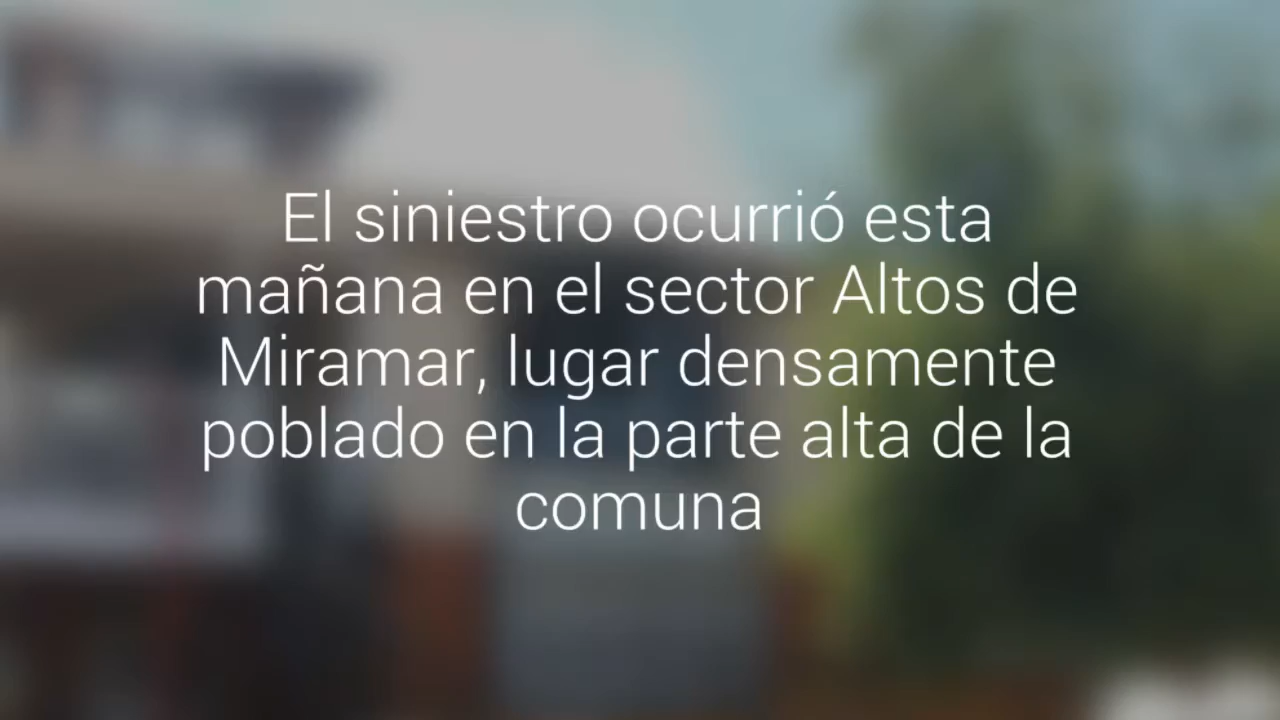 El siniestro ocurrió esta
mañana en el sector Altos de
Miramar, lugar densamente
poblado en la parte alta de la
comuna